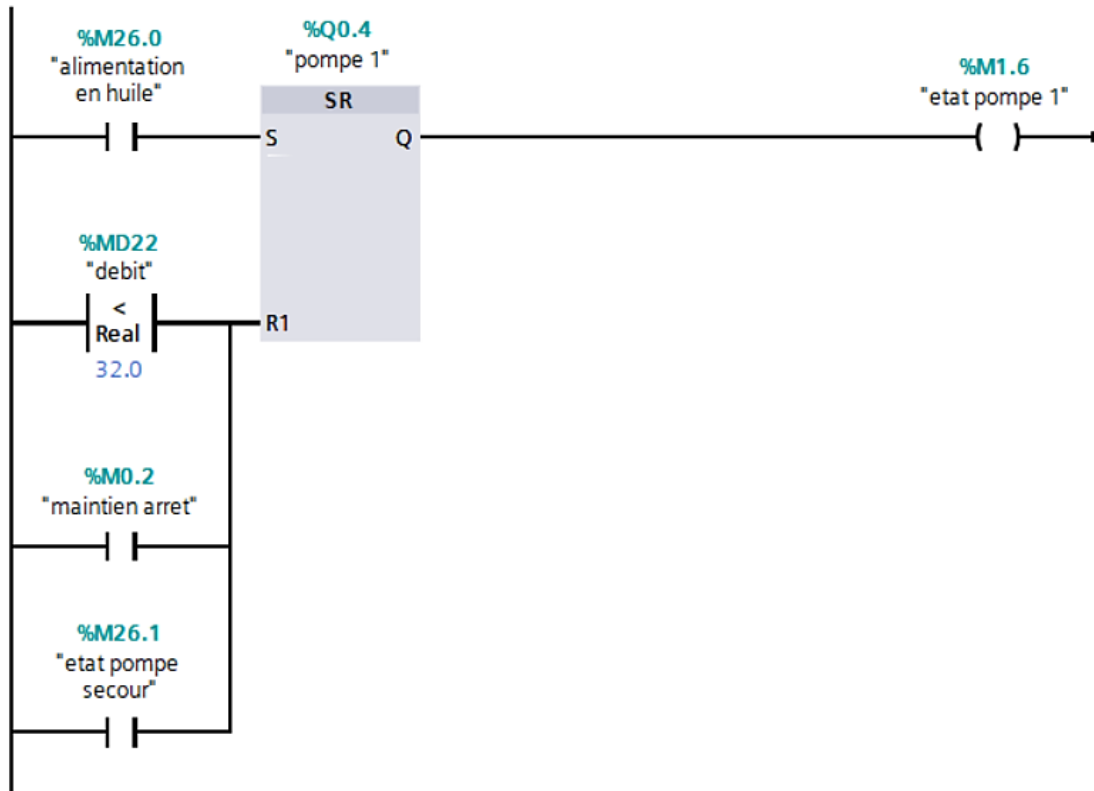 %M26.0
"alimentation
en huile"
%Q0.4
"pompe 1"
SR
S
Q
%M1.6
"etat pompe 1"
%MD22
"debit"
<
Real
32.0
R1
%M0.2
"maintien arret"
%M26.1
"etat pompe
secour"